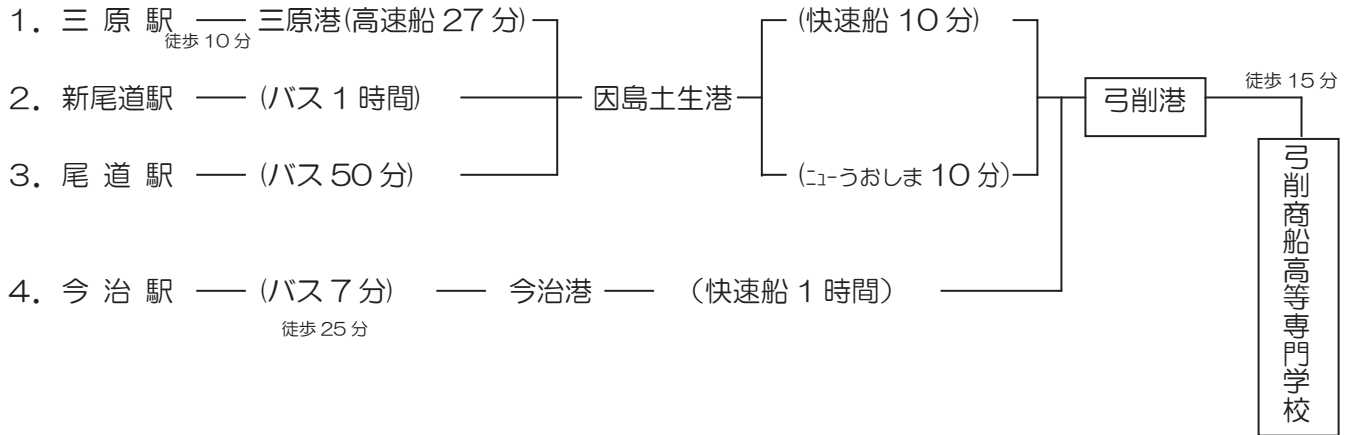 1．三 原 駅 三原港(高速船 27 分) (快速船 10 分)
徒歩 10 分
徒歩 15 分
2．新尾道駅 (バス 1 時間) 因島土生港 弓削港
3．尾 道 駅 (バス 50 分) (ﾆｭｰうおしま 10 分)
弓削商船高等専門学校
4．今 治 駅 (バス 7 分) 今治港 （快速船 1 時間）
徒歩 25 分